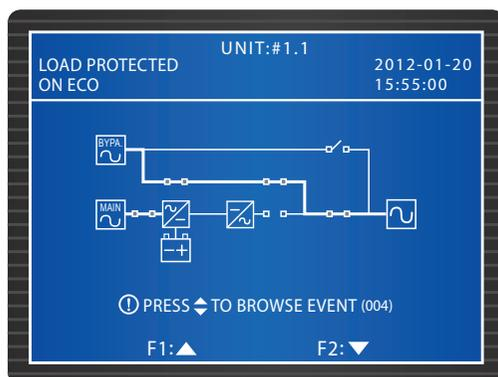 UNIT:#1.1
LOAD PROTECTED
2012-01-20
ON ECO
15:55:00
BYPA.
MAIN
! PRESS ▲▼ TO BROWSE EVENT (004)
F1:▲
F2:▼